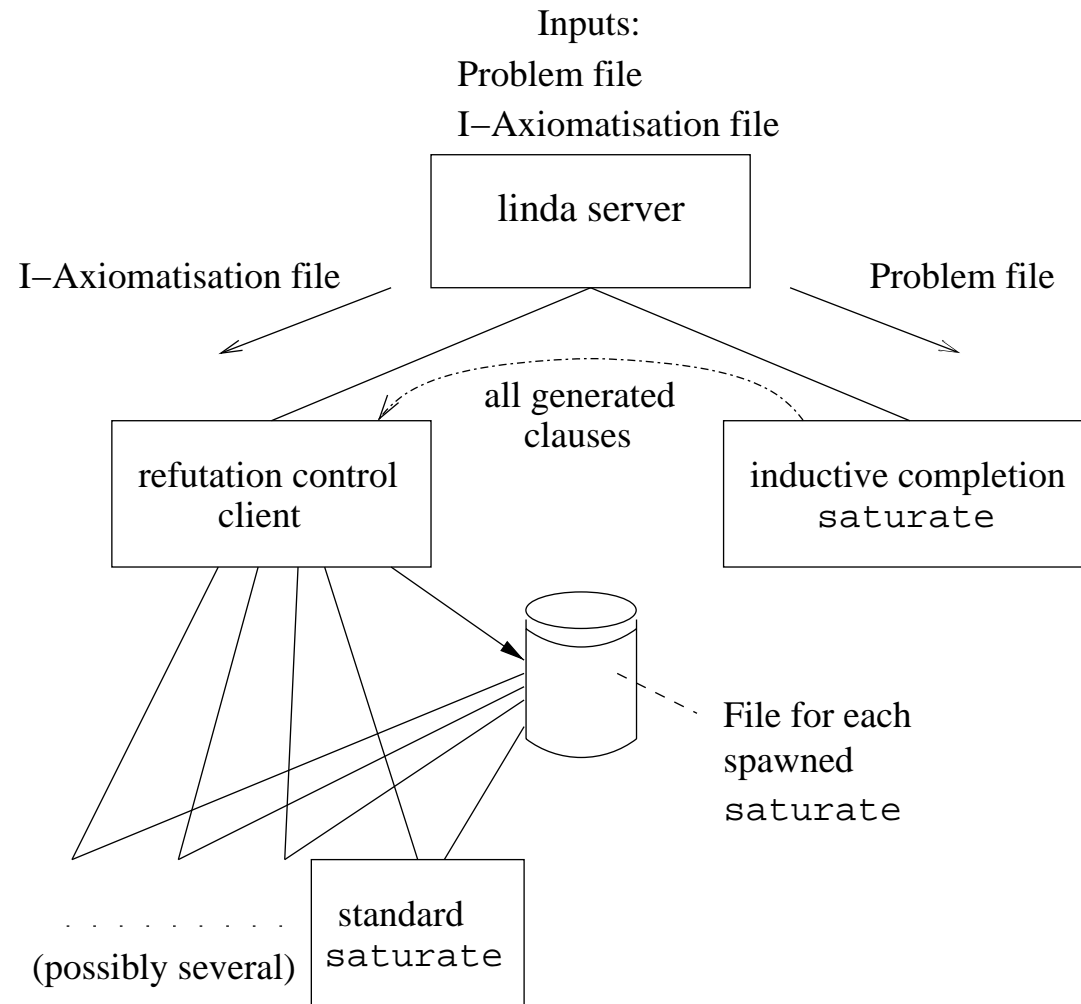 Inputs:
Problem file
I–Axiomatisation file
linda server
I–Axiomatisation file
Problem file
all generated
clauses
refutation control
client
inductive completion
saturate
File for each
spawned
saturate
standard
saturate
. . . . . . . . .
(possibly several)